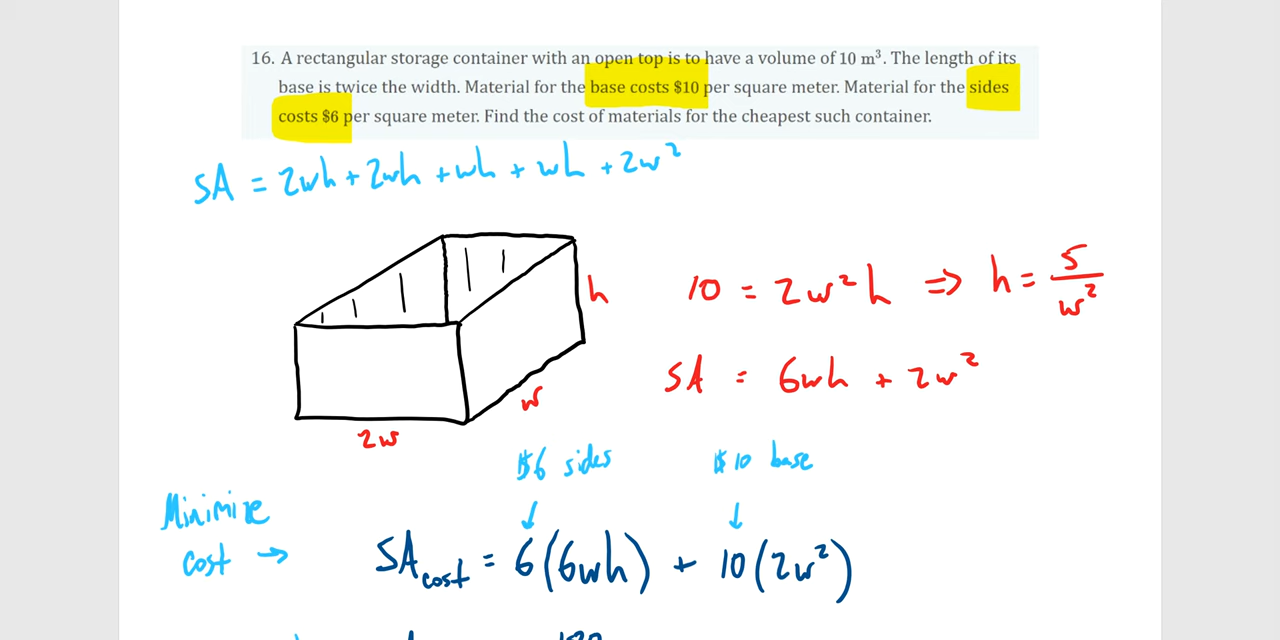 16. A rectangular storage container with an open top is to have a volume of 10 m³. The length of its
base is twice the width. Material for the base costs $10 per square meter. Material for the sides
costs $6 per square meter. Find the cost of materials for the cheapest such container.
SA = 2wh + 2wh + wh + wh + 2w²
h
10 = 2w²h ⇒ h = 5/w²
SA = 6wh + 2w²
w
2w
$6 sides ↓
$10 base ↓
Minimize
cost →
SA cost = 6(6wh) + 10(2w²)